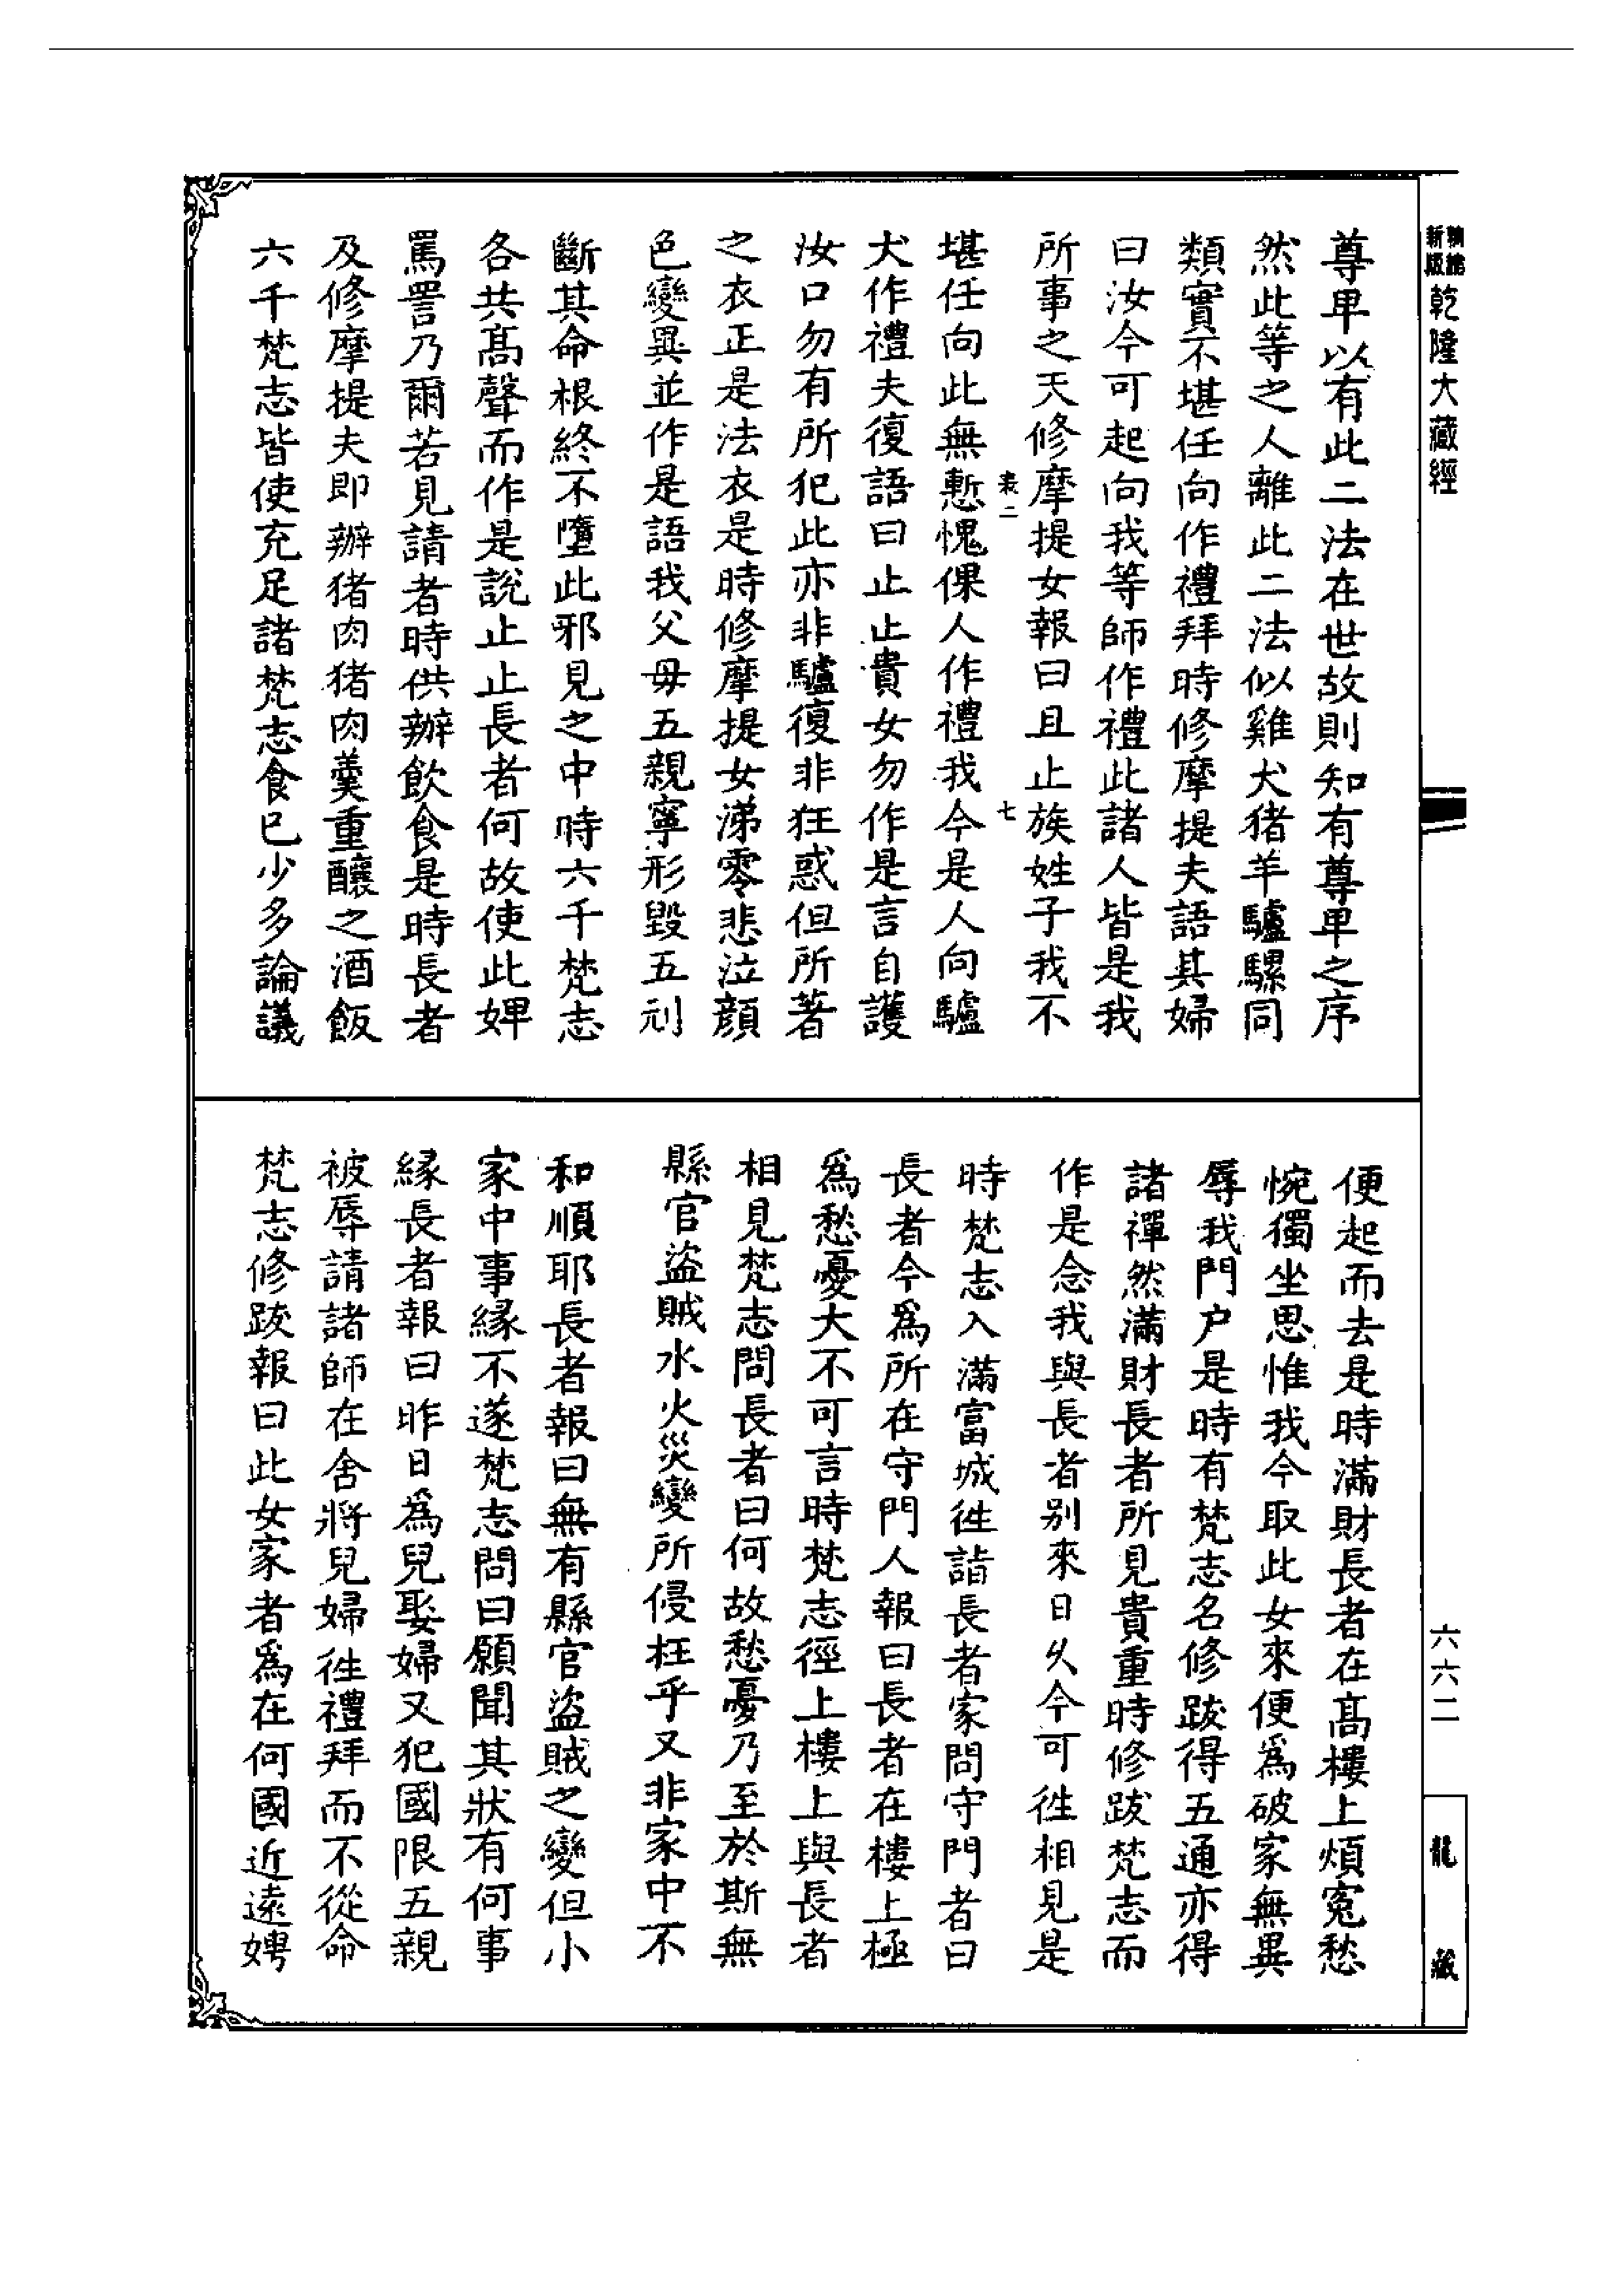 新編縮版乾隆大藏經
尊卑以有此二法在世故則知有尊卑之序
然此等之人離此二法似雞犬猪羊驢騾同
類實不堪任向作禮拜時修摩提夫語其婦
曰汝今可起向我等師作禮此諸人皆是我
所事之天修摩提女報曰且止族姓子我不
表二 七
堪任向此無慙愧倮人作禮我今是人向驢
犬作禮夫復語曰止止貴女勿作是言自護
汝口勿有所犯此亦非驢復非狂惑但所著
之衣正是法衣是時修摩提女涕零悲泣顔
色變異並作是語我父母五親寧形毀五刓
斷其命根終不墮此邪見之中時六千梵志
各共髙聲而作是說止止長者何故使此婢
罵詈乃爾若見請者時供辦飲食是時長者
及修摩提夫即辦猪肉猪肉羹重釀之酒飯
六千梵志皆使充足諸梵志食已少多論議
便起而去是時滿財長者在髙樓上煩寃愁
惋獨坐思惟我今取此女來便爲破家無異
辱我門户是時有梵志名修跋得五通亦得
諸禪然滿財長者所見貴重時修跋梵志而
作是念我與長者别來日乆今可徃相見是
時梵志入滿富城徃詣長者家問守門者曰
長者今爲所在守門人報曰長者在樓上極
爲愁憂大不可言時梵志徑上樓上與長者
相見梵志問長者曰何故愁憂乃至於斯無
縣官盜賊水火災變所侵枉乎又非家中不
和順耶長者報曰無有縣官盜賊之變但小
家中事緣不遂梵志問曰願聞其狀有何事
緣長者報曰昨日爲兒娶婦又犯國限五親
被辱請諸師在舍將兒婦徃禮拜而不從命
梵志修跋報曰此女家者爲在何國近遠娉
六六二
龍藏